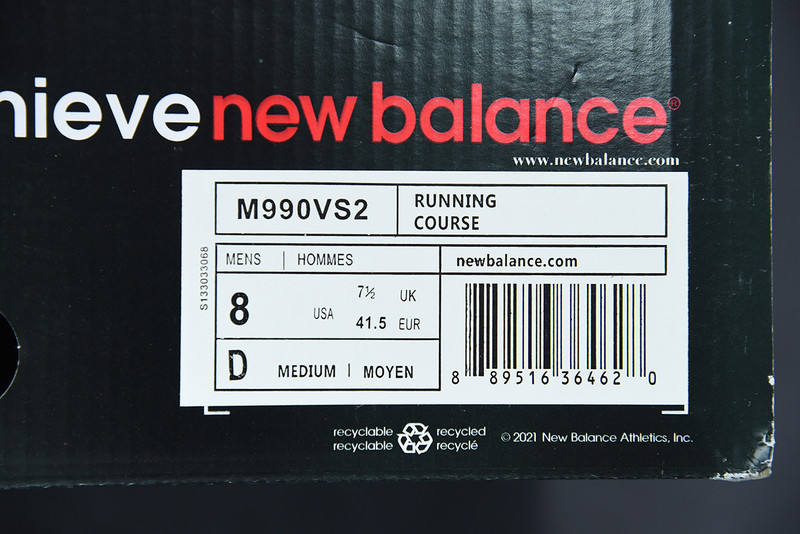 hieve new balance®
www.newbalance.com
M990VS2
RUNNING
COURSE
S133033068
MENS | HOMMES
8 USA 7½ UK
41.5 EUR
D MEDIUM | MOYEN
newbalance.com
8 89516 36462 0
recyclable recycled
recyclable recyclé
© 2021 New Balance Athletics, Inc.